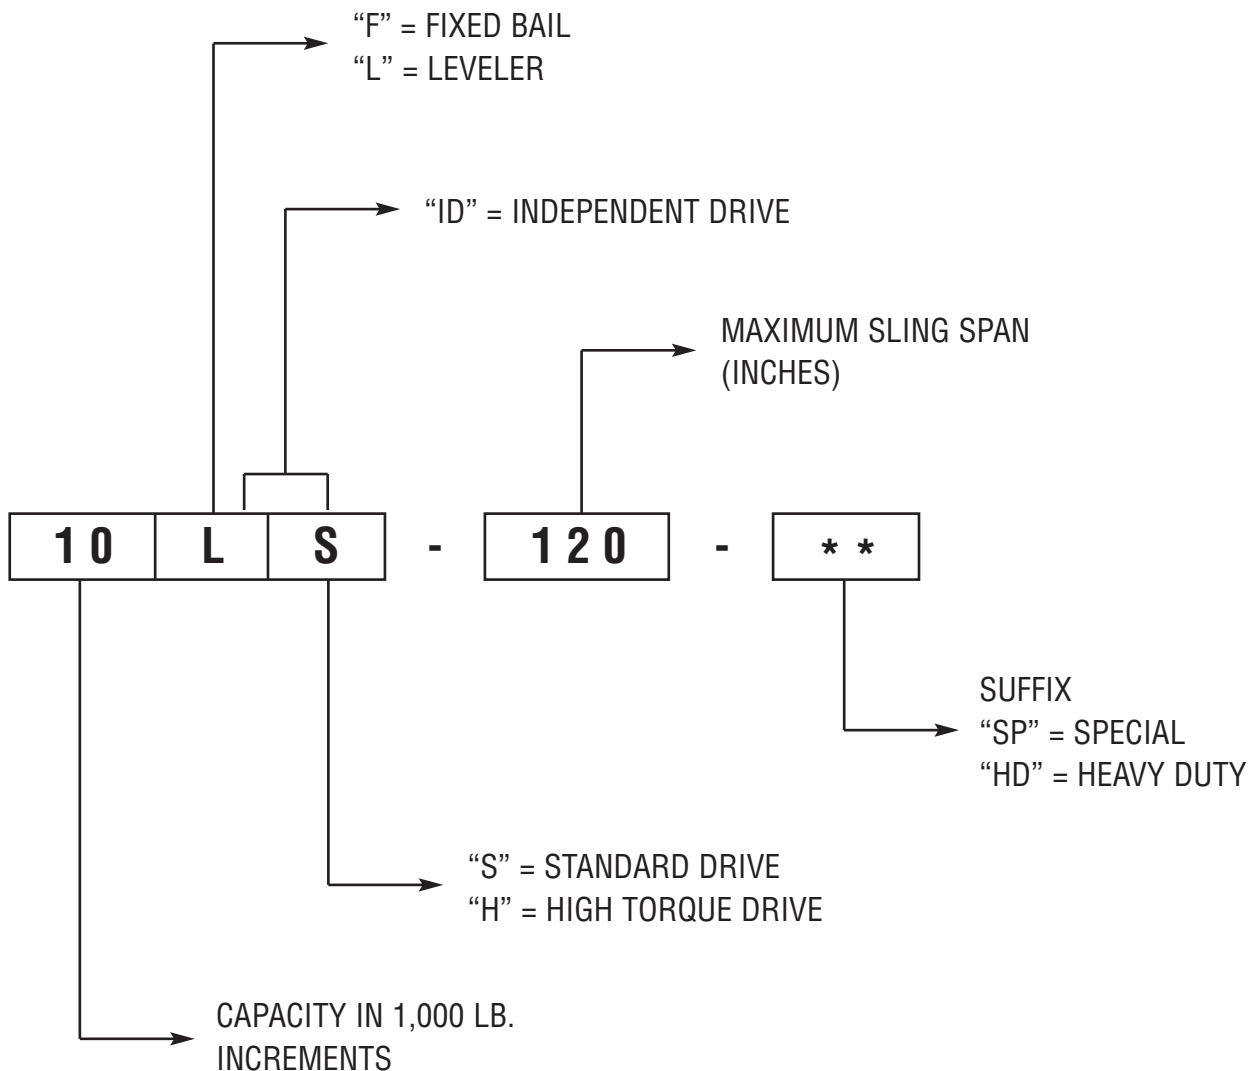 “F” = FIXED BAIL
“L” = LEVELER
“ID” = INDEPENDENT DRIVE
MAXIMUM SLING SPAN
(INCHES)
10 L S - 120 - **
SUFFIX
“SP” = SPECIAL
“HD” = HEAVY DUTY
“S” = STANDARD DRIVE
“H” = HIGH TORQUE DRIVE
CAPACITY IN 1,000 LB.
INCREMENTS